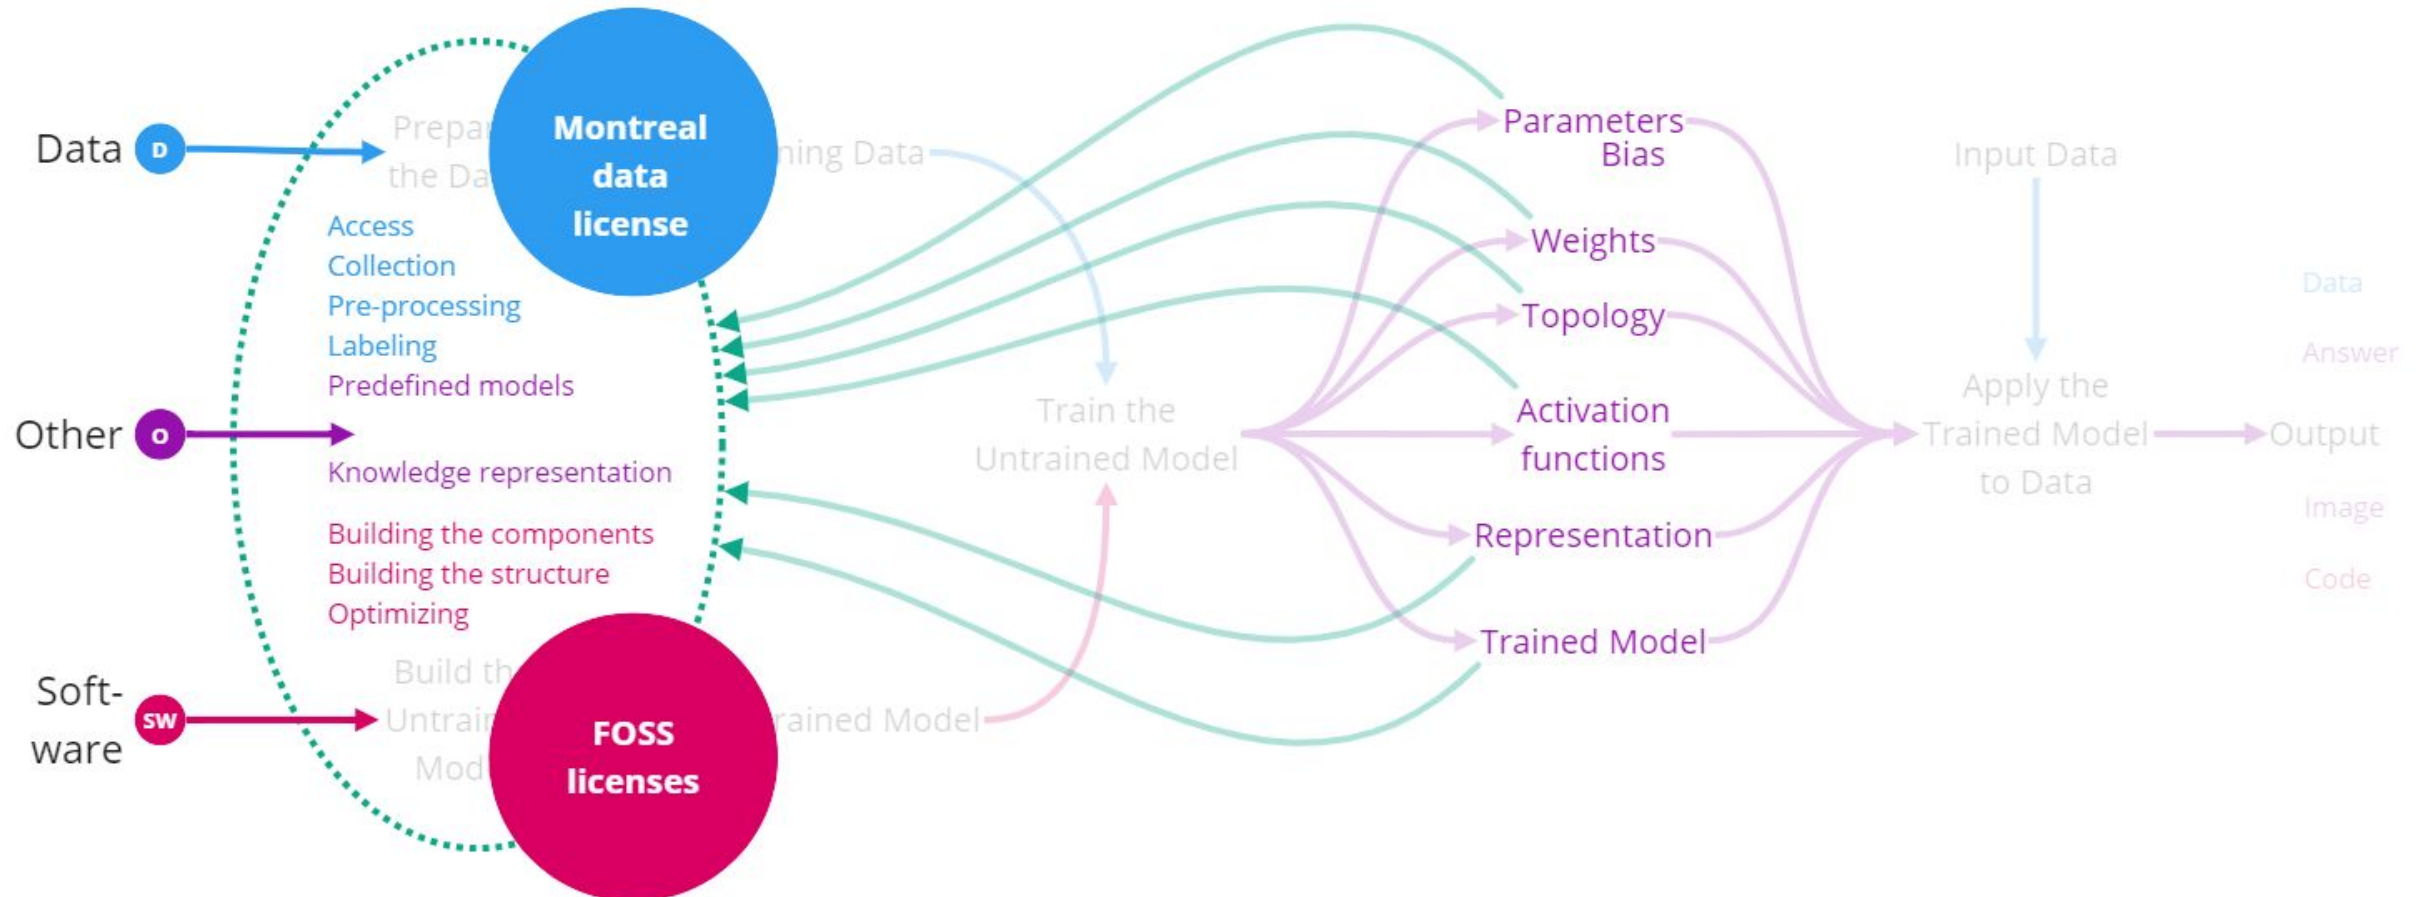 Data
D
Prepar
the Da
Montreal
data
license
ning Data
Access
Collection
Pre-processing
Labeling
Predefined models
Other
O
Knowledge representation
Building the components
Building the structure
Optimizing
Soft-
ware
SW
Build th
Untrain
Mod
FOSS
licenses
rained Model
Train the
Untrained Model
Parameters
Bias
Weights
Topology
Activation
functions
Representation
Trained Model
Input Data
Apply the
Trained Model
to Data
Output
Data
Answer
Image
Code